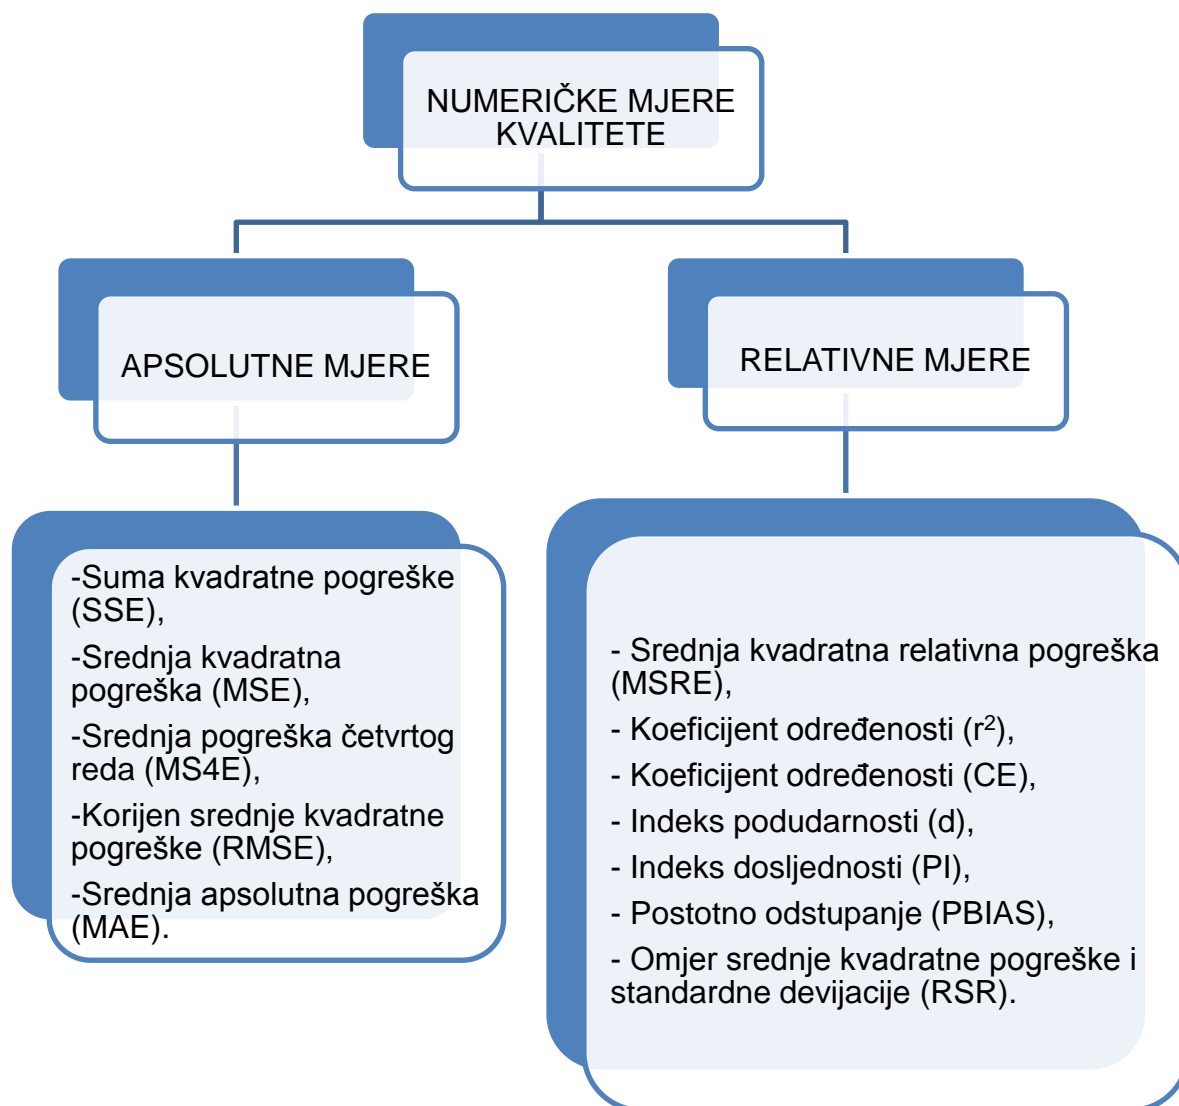 NUMERIČKE MJERE
KVALITETE
APSOLUTNE MJERE
RELATIVNE MJERE
-Suma kvadratne pogreške
(SSE),
-Srednja kvadratna
pogreška (MSE),
-Srednja pogreška četvrtog
reda (MS4E),
-Korijen srednje kvadratne
pogreške (RMSE),
-Srednja apsolutna pogreška
(MAE).
- Srednja kvadratna relativna pogreška
(MSRE),
- Koeficijent određenosti (r²),
- Koeficijent određenosti (CE),
- Indeks podudarnosti (d),
- Indeks dosljednosti (PI),
- Postotno odstupanje (PBIAS),
- Omjer srednje kvadratne pogreške i
standardne devijacije (RSR).